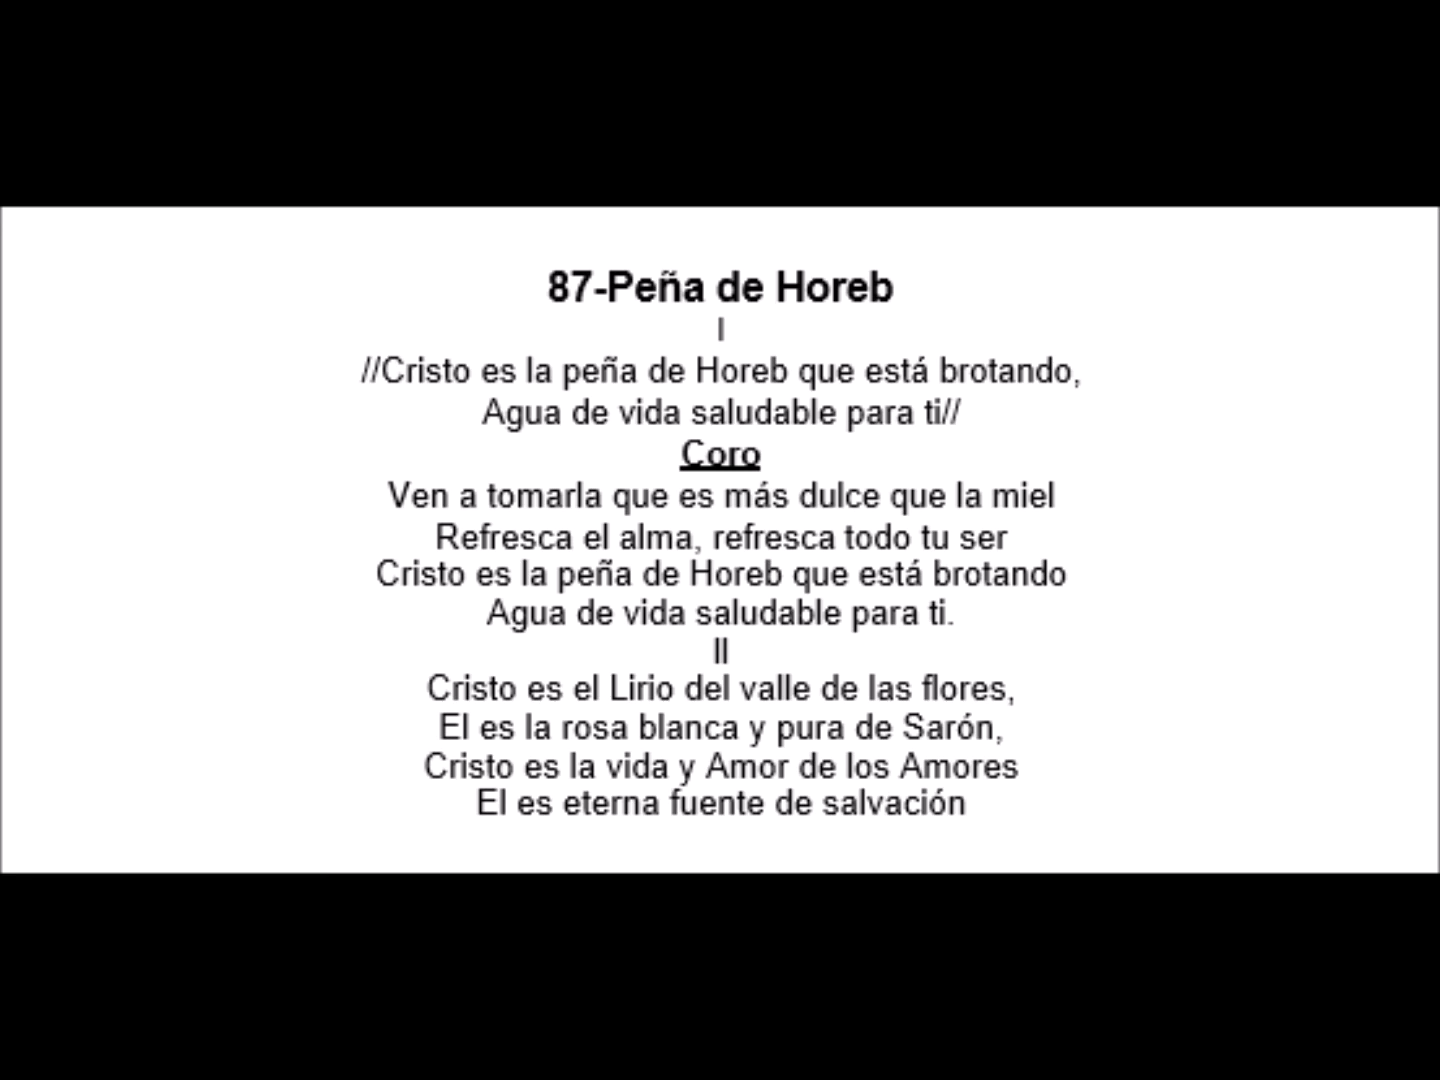 87-Peña de Horeb
I
//Cristo es la peña de Horeb que está brotando,
Agua de vida saludable para ti//
Coro
Ven a tomarla que es más dulce que la miel
Refresca el alma, refresca todo tu ser
Cristo es la peña de Horeb que está brotando
Agua de vida saludable para ti.
II
Cristo es el Lirio del valle de las flores,
El es la rosa blanca y pura de Sarón,
Cristo es la vida y Amor de los Amores
El es eterna fuente de salvación